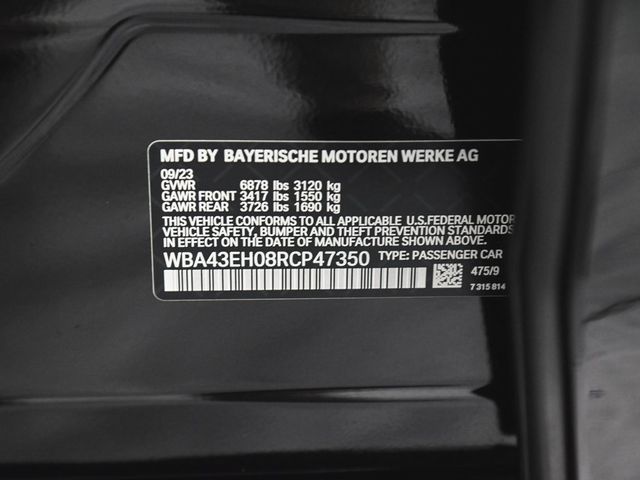 MFD BY BAYERISCHE MOTOREN WERKE AG
09/23
GVWR 6878 lbs 3120 kg
GAWR FRONT 3417 lbs 1550 kg
GAWR REAR 3726 lbs 1690 kg
THIS VEHICLE CONFORMS TO ALL APPLICABLE U.S.FEDERAL MOTOR
VEHICLE SAFETY, BUMPER AND THEFT PREVENTION STANDARDS
IN EFFECT ON THE DATE OF MANUFACTURE SHOWN ABOVE.
WBA43EH08RCP47350 TYPE: PASSENGER CAR
475/9
7 315 814